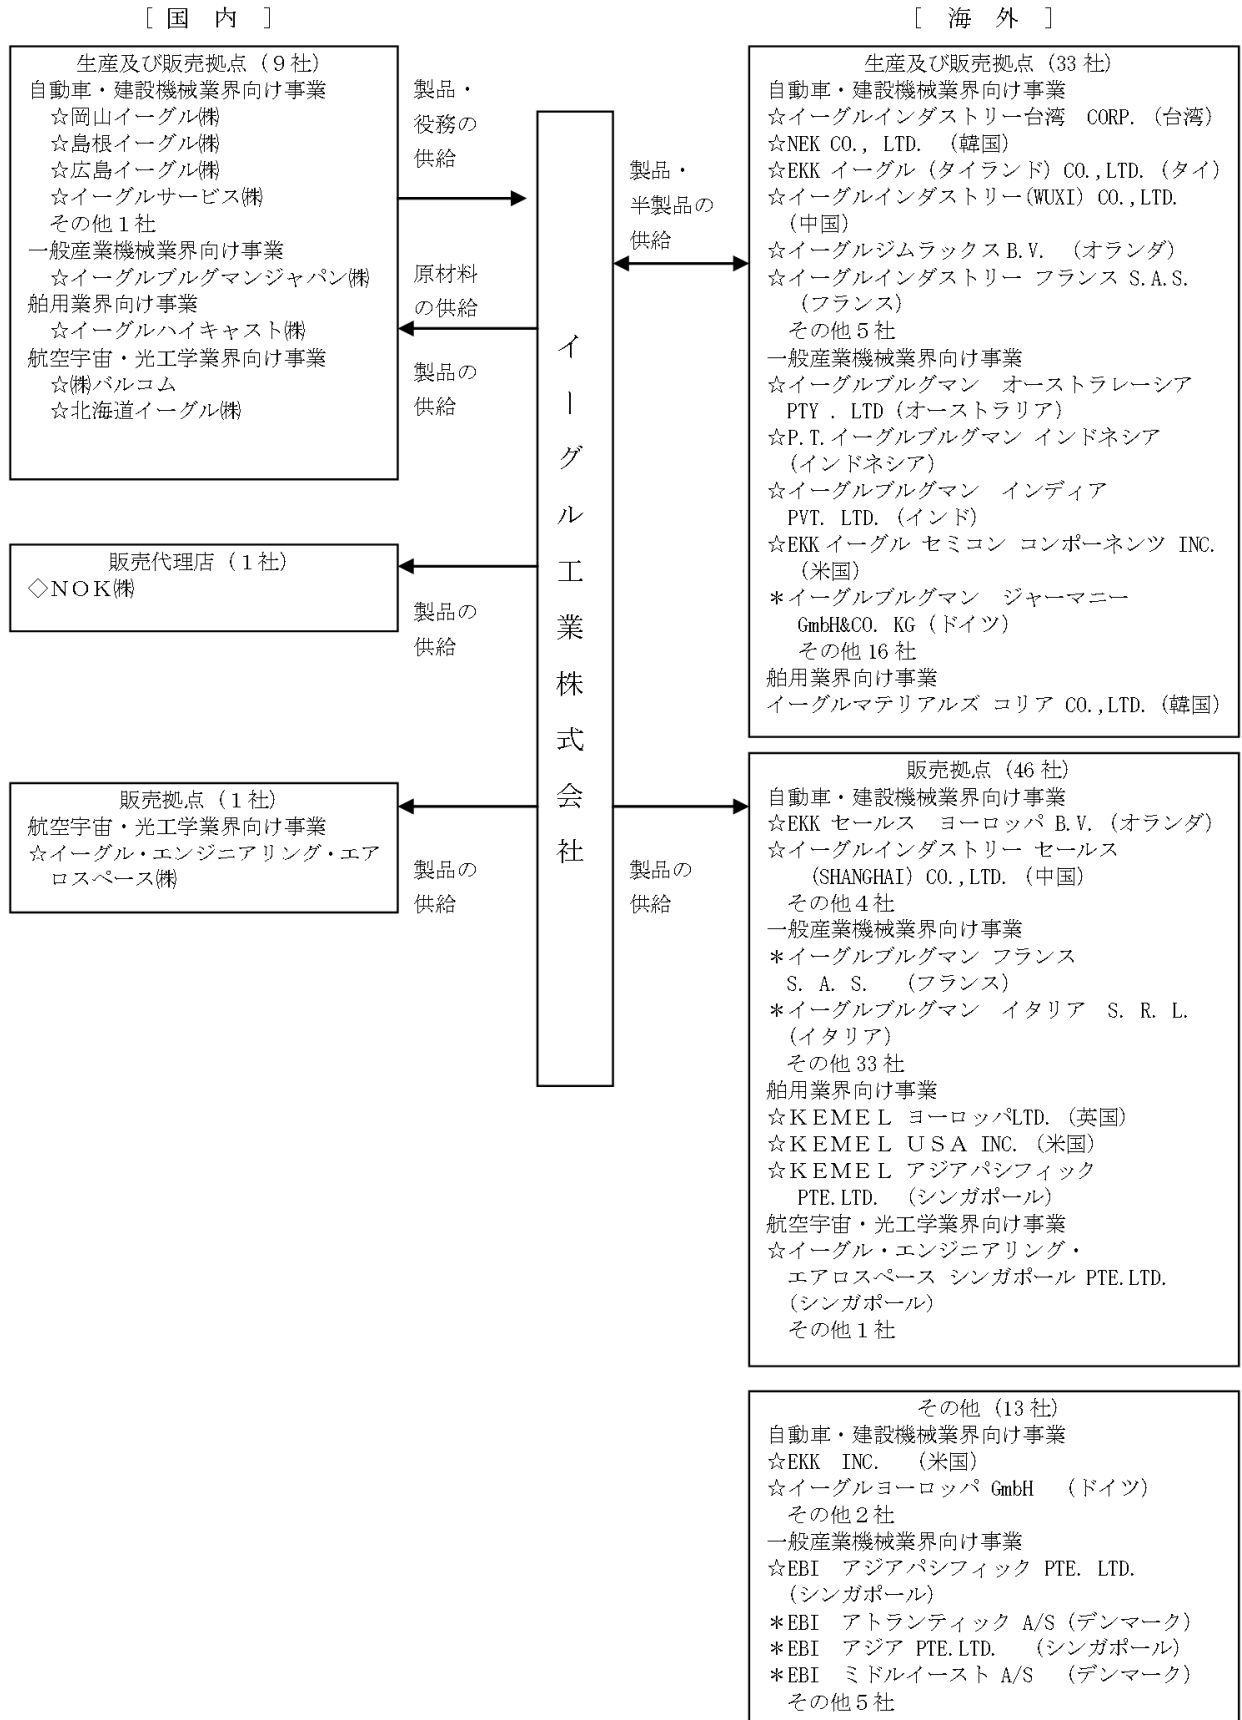 [ 国 内 ]
生産及び販売拠点（９社）
自動車・建設機械業界向け事業
☆岡山イーグル㈱
☆島根イーグル㈱
☆広島イーグル㈱
☆イーグルサービス㈱
その他１社
一般産業機械業界向け事業
☆イーグルブルグマンジャパン㈱
舶用業界向け事業
☆イーグルハイキャスト㈱
航空宇宙・光工学業界向け事業
☆㈱バルコム
☆北海道イーグル㈱
製品・
役務の
供給
原材料
の供給
製品の
供給
販売代理店（１社）
◇ＮＯＫ㈱
製品の
供給
販売拠点（１社）
航空宇宙・光工学業界向け事業
☆イーグル・エンジニアリング・エア
ロスペース㈱
製品の
供給
イーグル工業株式会社
製品・
半製品の
供給
製品の
供給
[ 海 外 ]
生産及び販売拠点（33 社）
自動車・建設機械業界向け事業
☆イーグルインダストリー台湾　CORP.（台湾）
☆NEK CO., LTD. （韓国）
☆EKK イーグル（タイランド）CO.,LTD.（タイ）
☆イーグルインダストリー(WUXI) CO.,LTD.
（中国）
☆イーグルジムラックス B.V. （オランダ）
☆イーグルインダストリー フランス S.A.S.
（フランス）
その他５社
一般産業機械業界向け事業
☆イーグルブルグマン　オーストラレーシア
PTY . LTD（オーストラリア）
☆P.T.イーグルブルグマン インドネシア
（インドネシア）
☆イーグルブルグマン　インディア
PVT. LTD.（インド）
☆EKK イーグル セミコン コンポーネンツ INC.
（米国）
＊イーグルブルグマン　ジャーマニー
GmbH&CO. KG（ドイツ）
その他 16 社
舶用業界向け事業
イーグルマテリアルズ コリア CO.,LTD.（韓国）
販売拠点（46 社）
自動車・建設機械業界向け事業
☆EKK セールス　ヨーロッパ B.V.（オランダ）
☆イーグルインダストリー セールス
(SHANGHAI) CO.,LTD.（中国）
その他４社
一般産業機械業界向け事業
＊イーグルブルグマン フランス
S. A. S. （フランス）
＊イーグルブルグマン　イタリア　S. R. L.
（イタリア）
その他 33 社
舶用業界向け事業
☆ＫＥＭＥＬ ヨーロッパLTD.（英国）
☆ＫＥＭＥＬ ＵＳＡ INC.（米国）
☆ＫＥＭＥＬ アジアパシフィック
PTE.LTD. （シンガポール）
航空宇宙・光工学業界向け事業
☆イーグル・エンジニアリング・
エアロスペース シンガポール PTE.LTD.
（シンガポール）
その他１社
その他（13 社）
自動車・建設機械業界向け事業
☆EKK　INC. （米国）
☆イーグルヨーロッパ GmbH （ドイツ）
その他２社
一般産業機械業界向け事業
☆EBI　アジアパシフィック PTE. LTD.
（シンガポール）
＊EBI　アトランティック A/S（デンマーク）
＊EBI　アジア PTE.LTD. （シンガポール）
＊EBI　ミドルイースト A/S （デンマーク）
その他５社